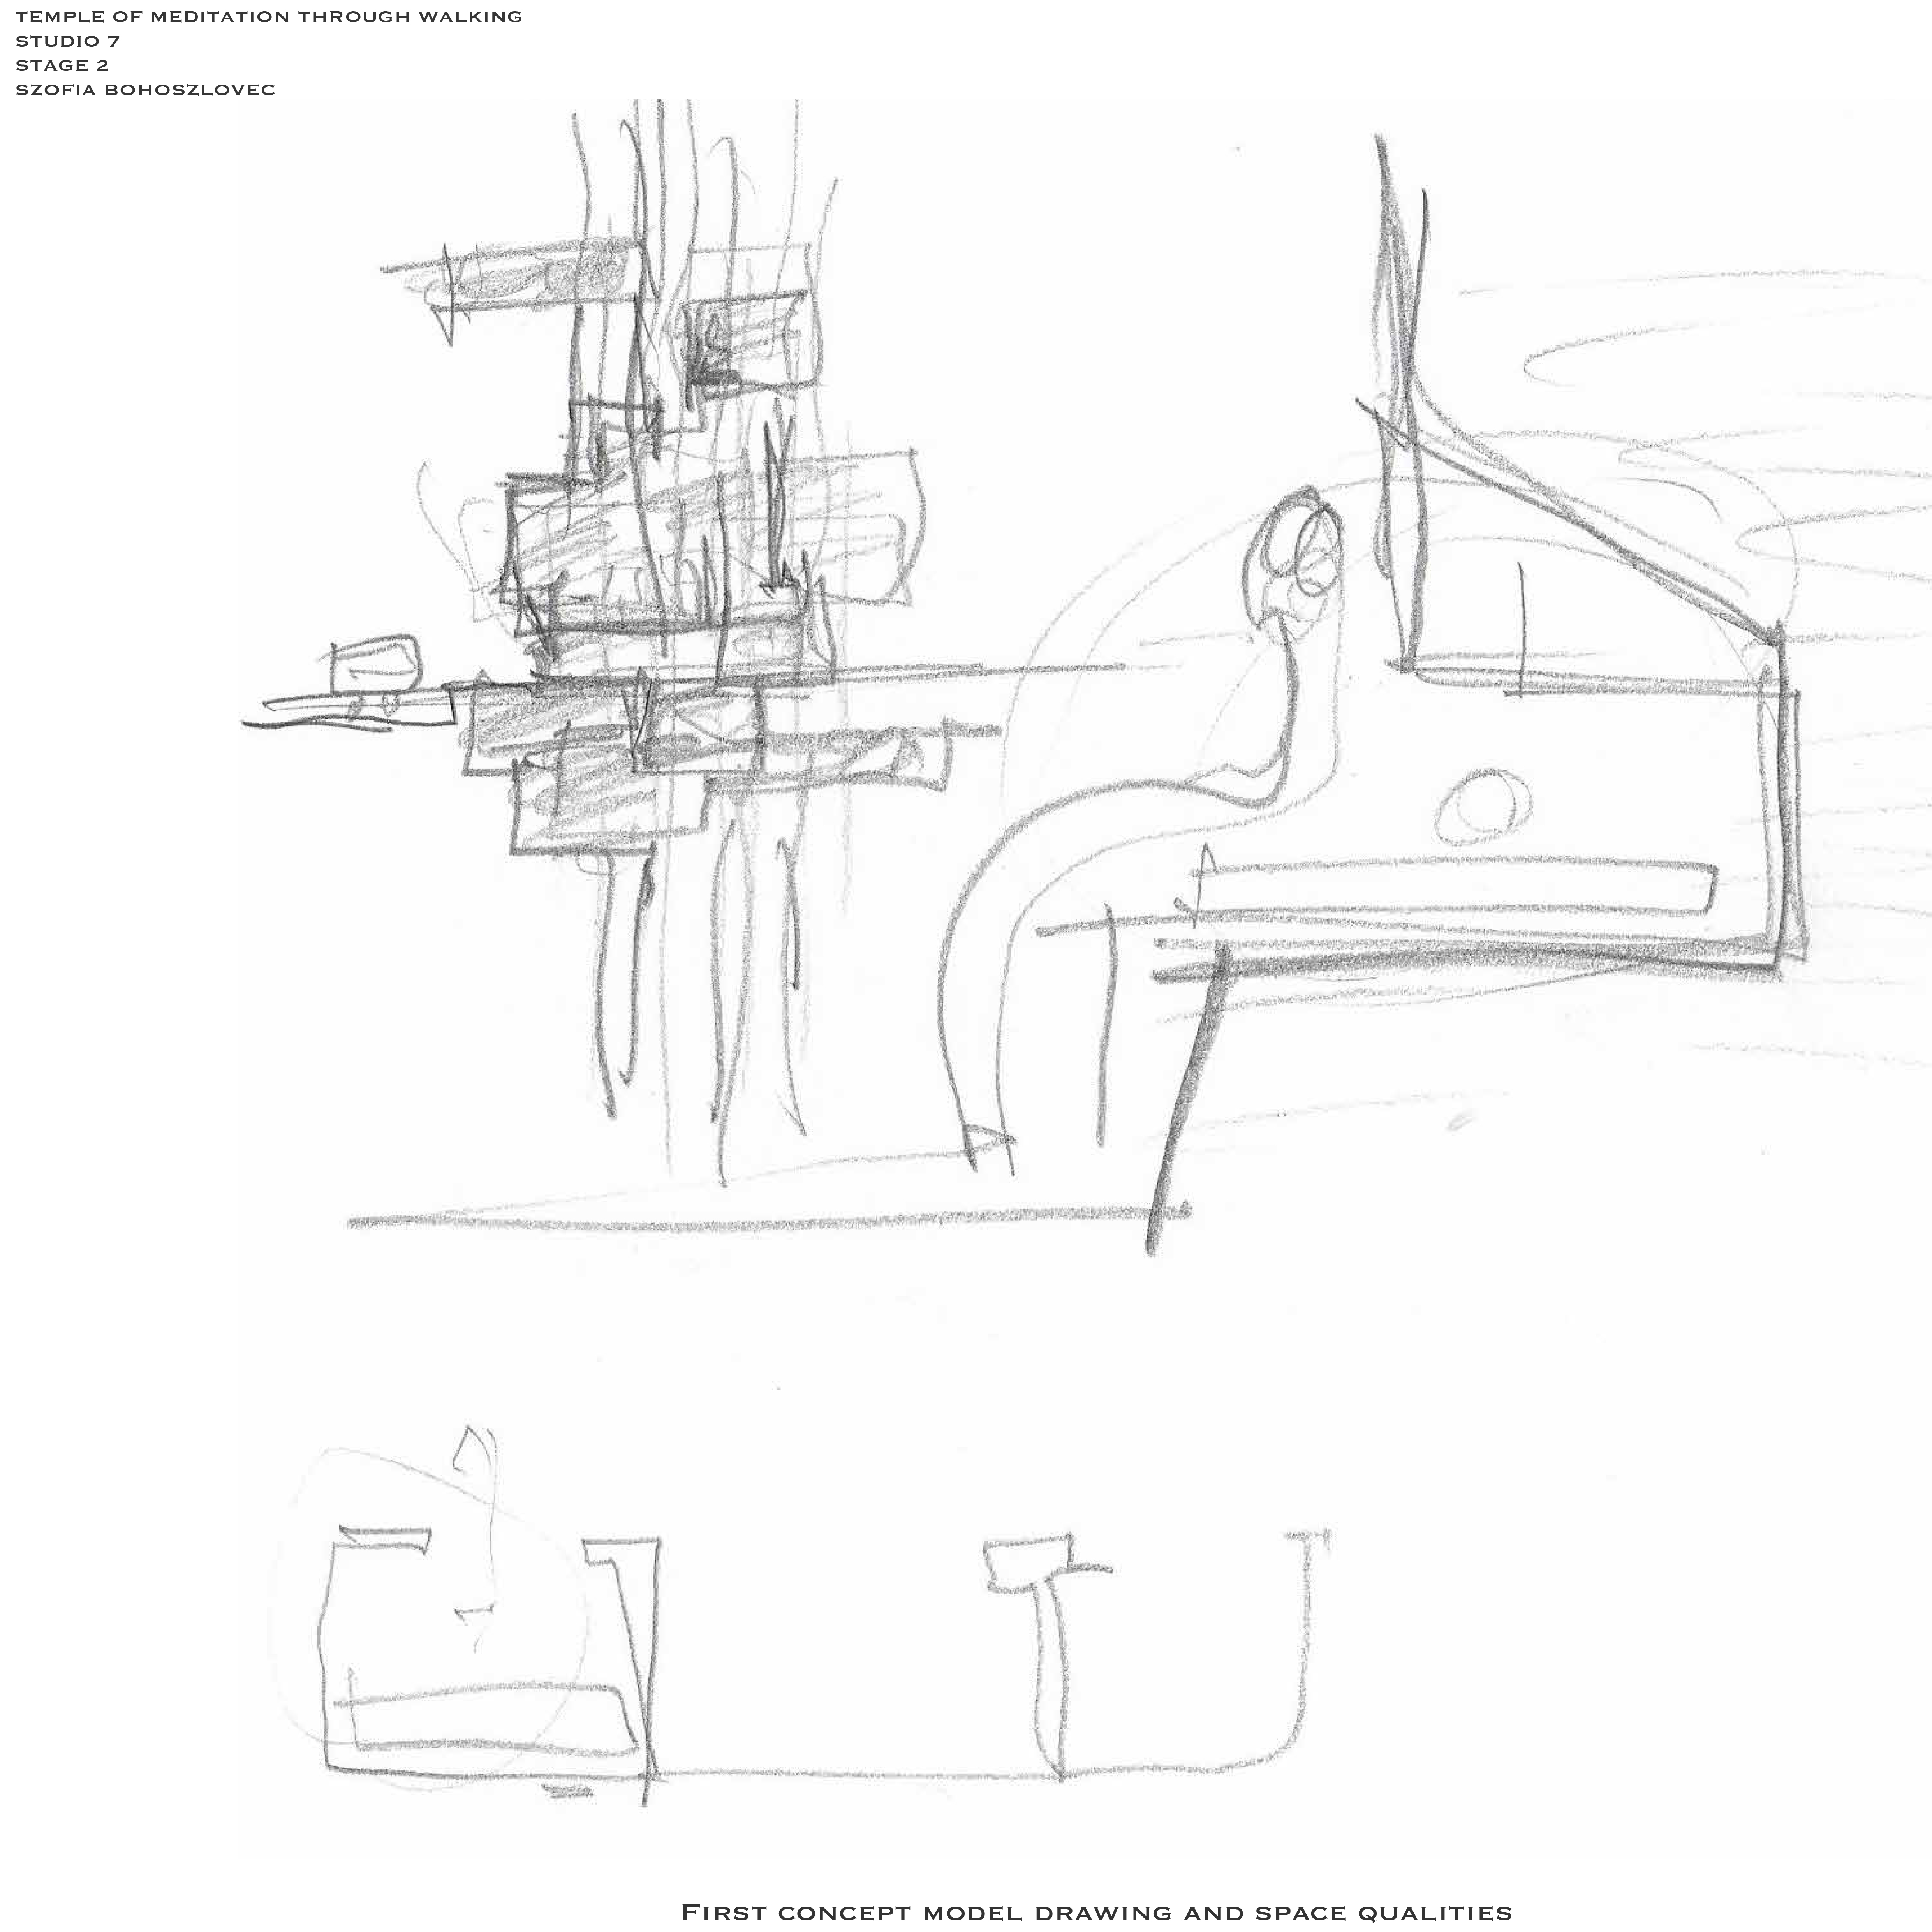 TEMPLE OF MEDITATION THROUGH WALKING
STUDIO 7
STAGE 2
SZOFIA BOHOSZLOVEC
FIRST CONCEPT MODEL DRAWING AND SPACE QUALITIES